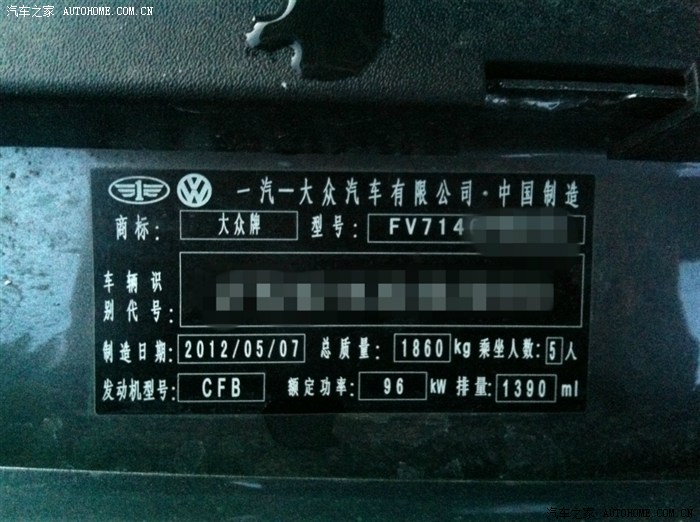 汽车之家 AUTOHOME.COM.CN
一汽一大众汽车有限公司·中国制造
商标: 大众牌 型号: FV714
车辆识
别代号:
制造日期: 2012/05/07 总质量: 1860 kg 乘坐人数: 5 人
发动机型号: CFB 额定功率: 96 kW 排量: 1390 ml
汽车之家 AUTOHOME.COM.CN